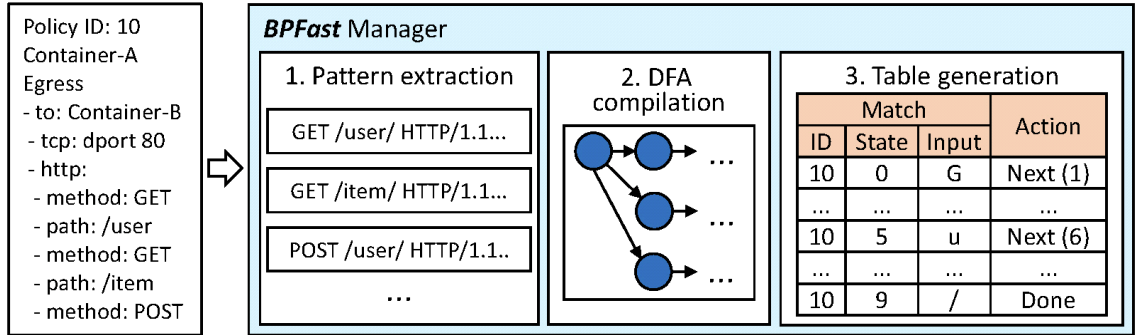 Policy ID: 10
Container-A
Egress
- to: Container-B
- tcp: dport 80
- http:
- method: GET
- path: /user
- method: GET
- path: /item
- method: POST
BPFast Manager
1. Pattern extraction
GET /user/ HTTP/1.1...
GET /item/ HTTP/1.1...
POST /user/ HTTP/1.1..
...
2. DFA
compilation
...
...
...
3. Table generation
Match Action
ID State Input
10 0 G Next (1)
... ... ... ...
10 5 u Next (6)
... ... ... ...
10 9 / Done